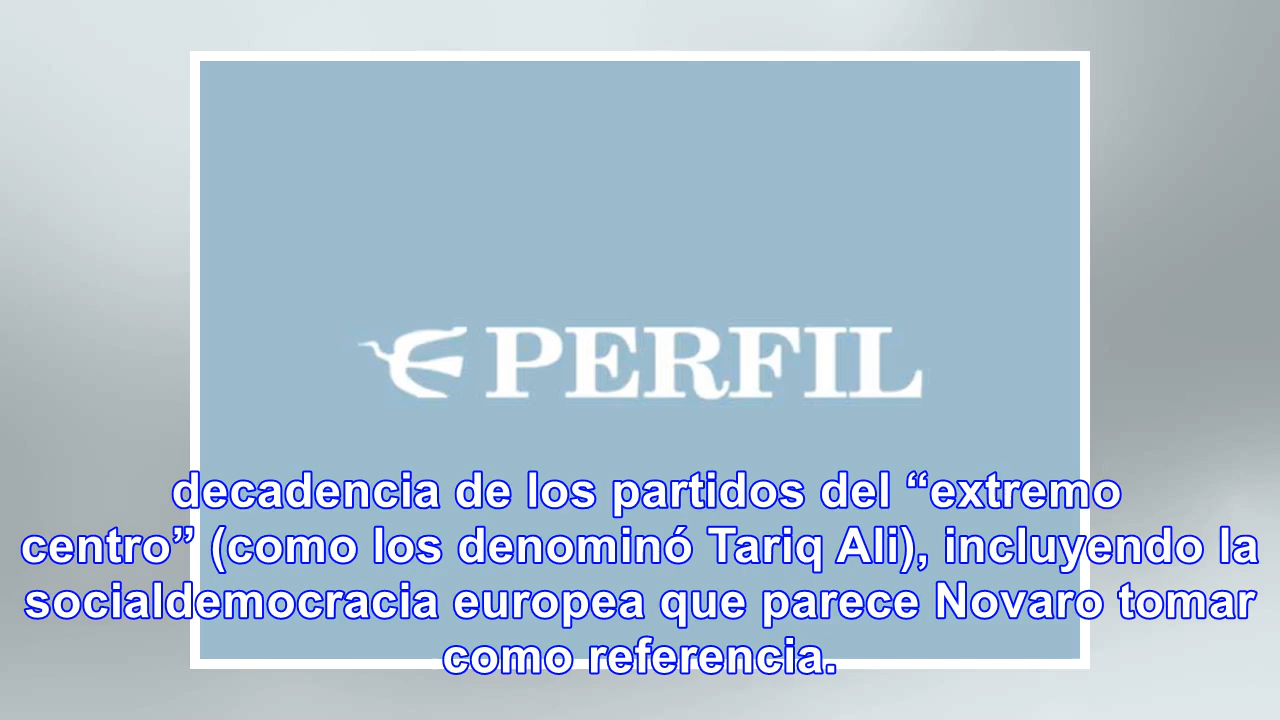 PERFIL
decadencia de los partidos del “extremo
centro” (como los denominó Tariq Ali), incluyendo la
socialdemocracia europea que parece Novaro tomar
como referencia.